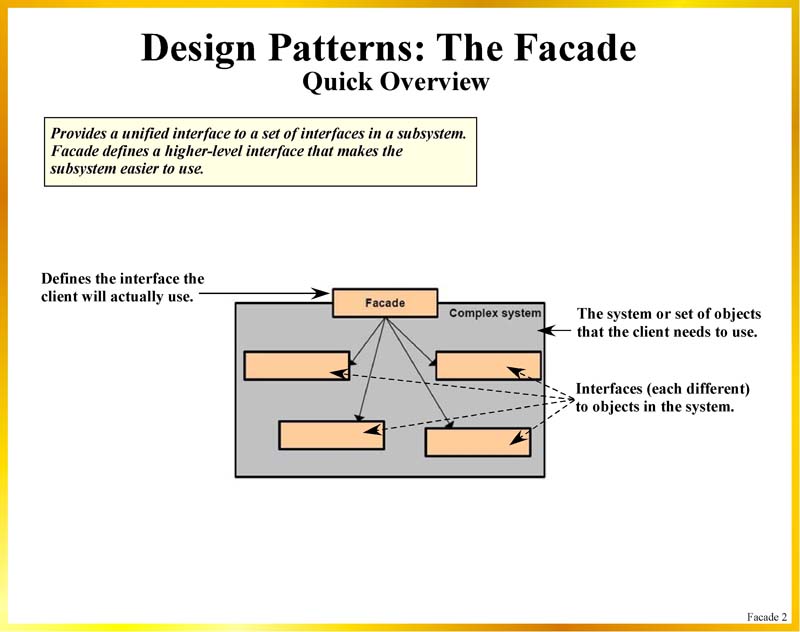 Design Patterns: The Facade
Quick Overview
Provides a unified interface to a set of interfaces in a subsystem.
Facade defines a higher-level interface that makes the
subsystem easier to use.
Defines the interface the
client will actually use.
Facade
Complex system
The system or set of objects
that the client needs to use.
Interfaces (each different)
to objects in the system.
Facade 2